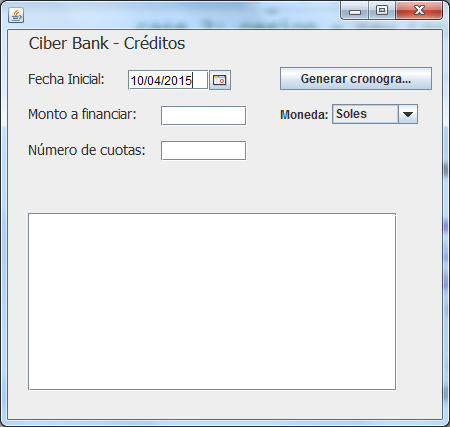 Ciber Bank - Créditos
Fecha Inicial: 10/04/2015 Generar cronogra...
Monto a financiar: Moneda: Soles
Número de cuotas: